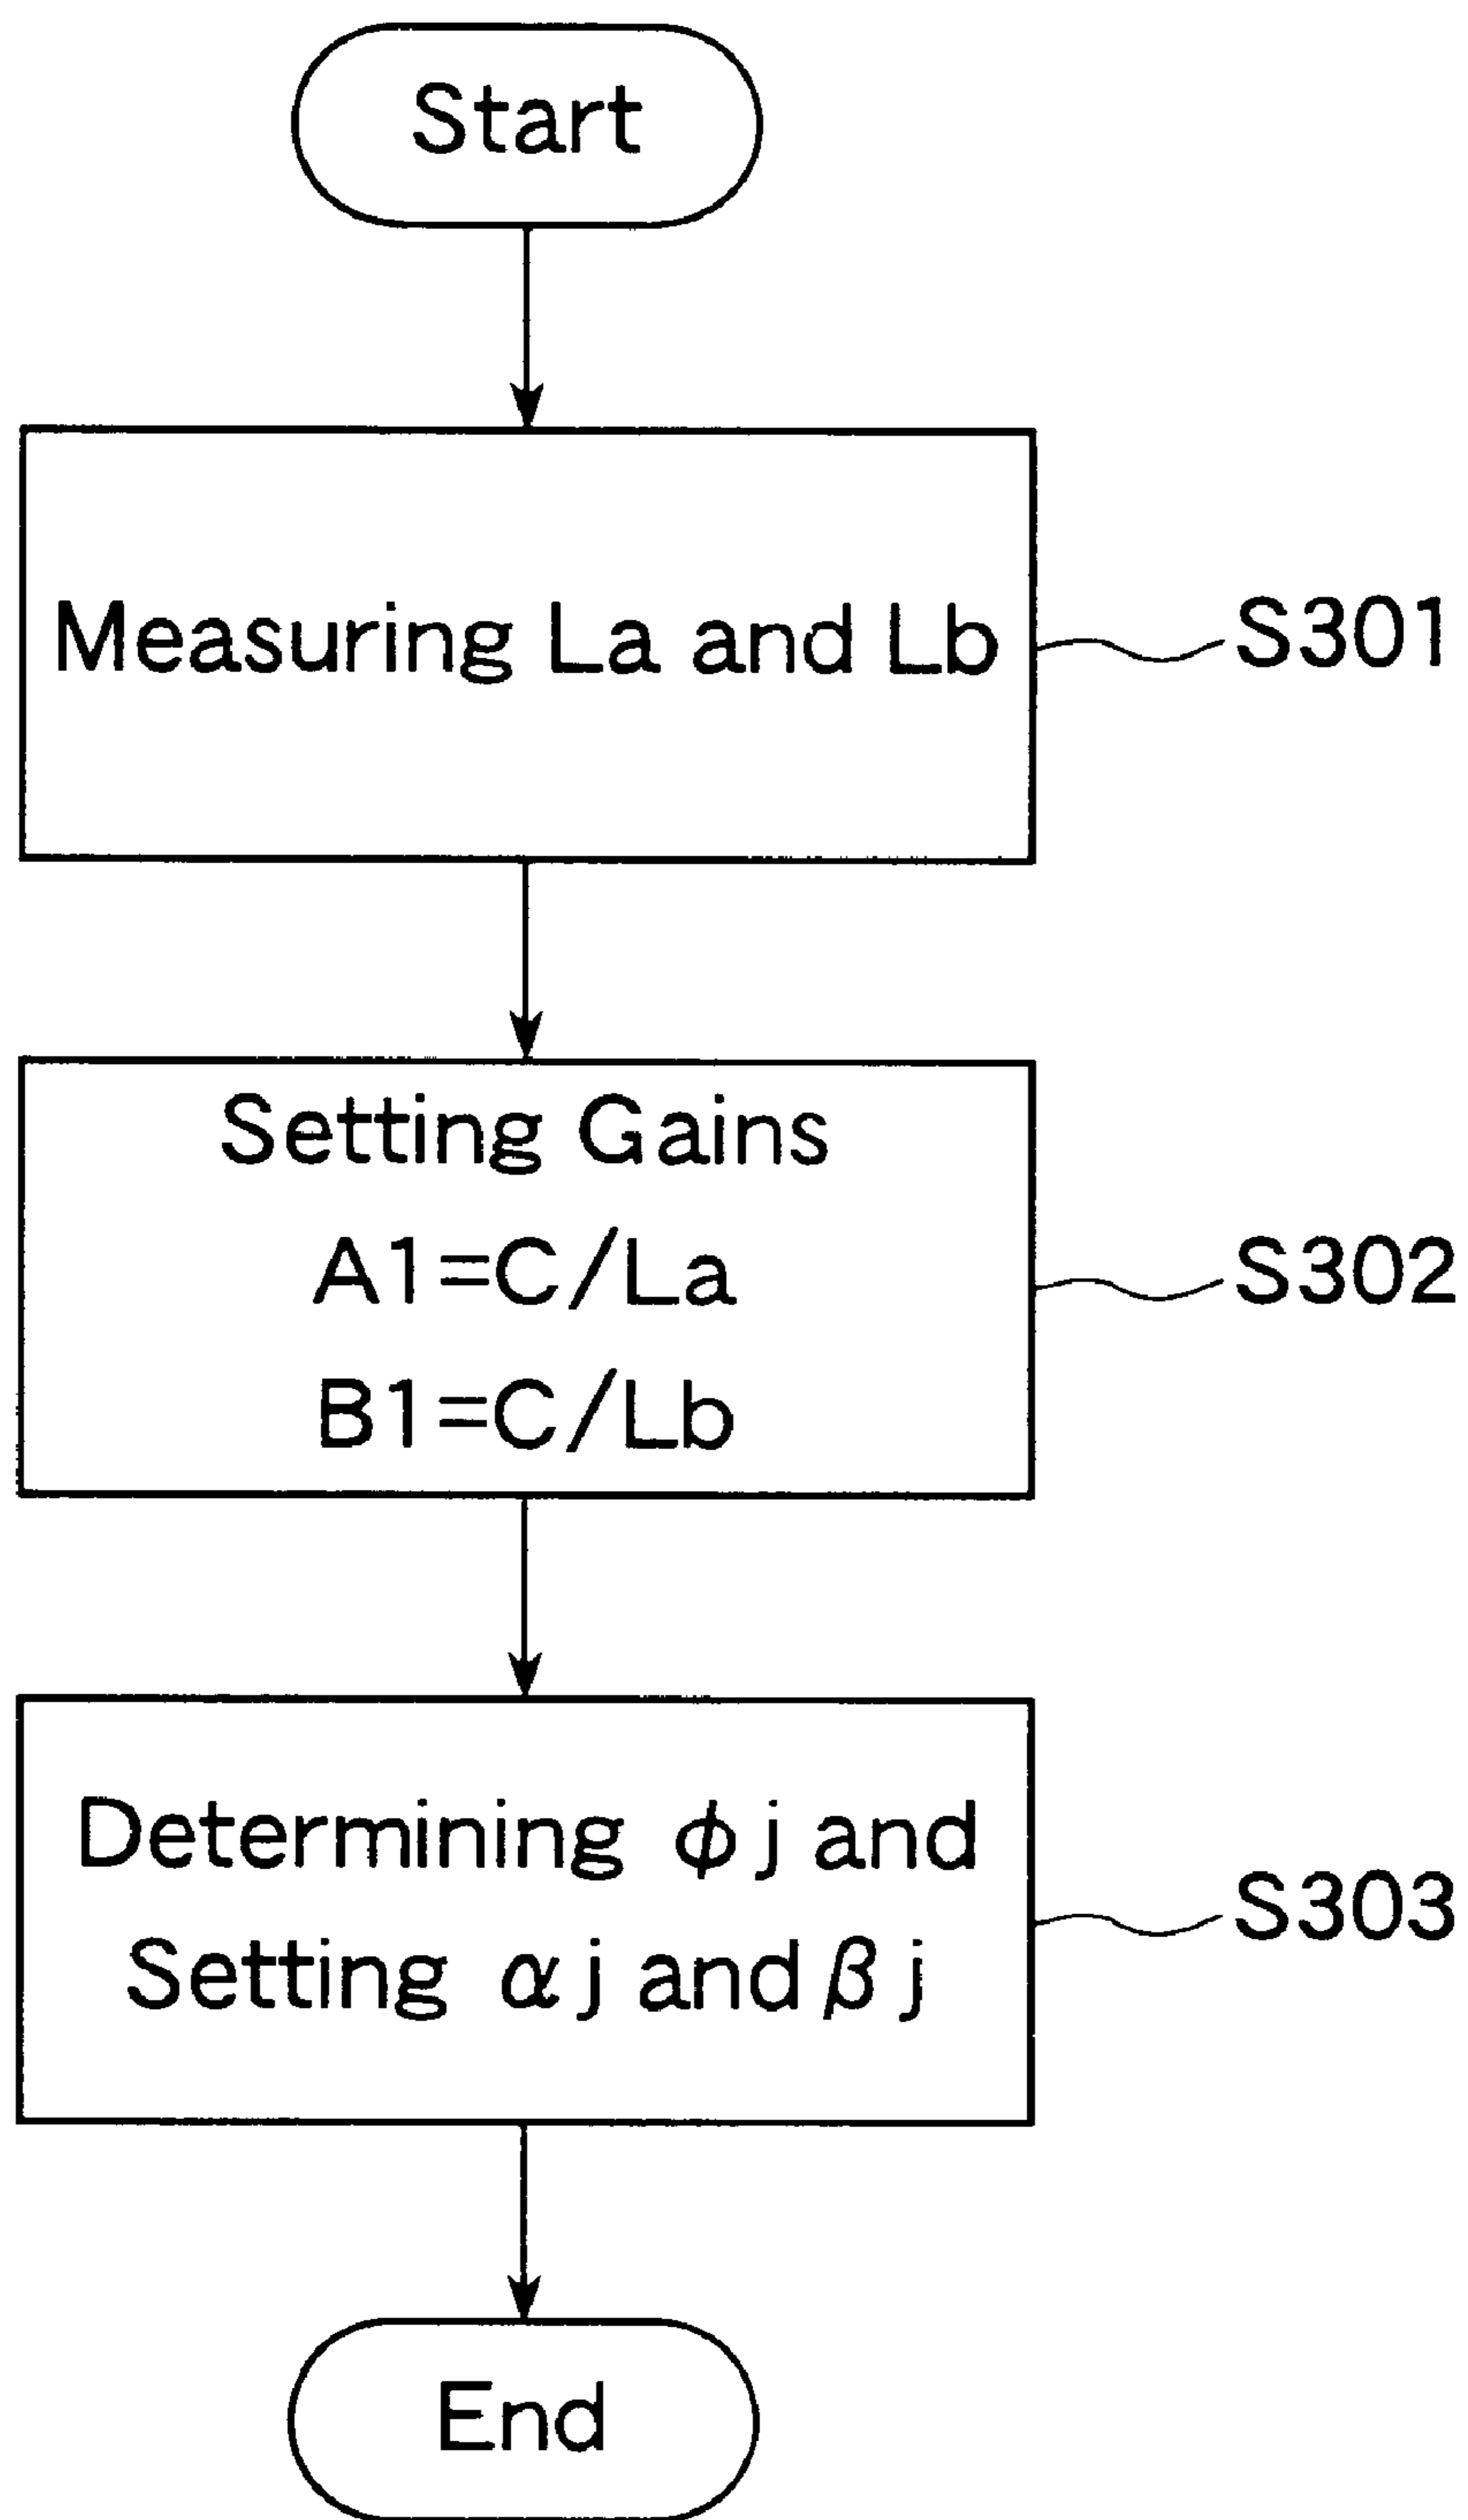 Start
Measuring La and Lb
S301
Setting Gains
A1=C/La
B1=C/Lb
S302
Determining ϕj and
Setting αj and βj
S303
End